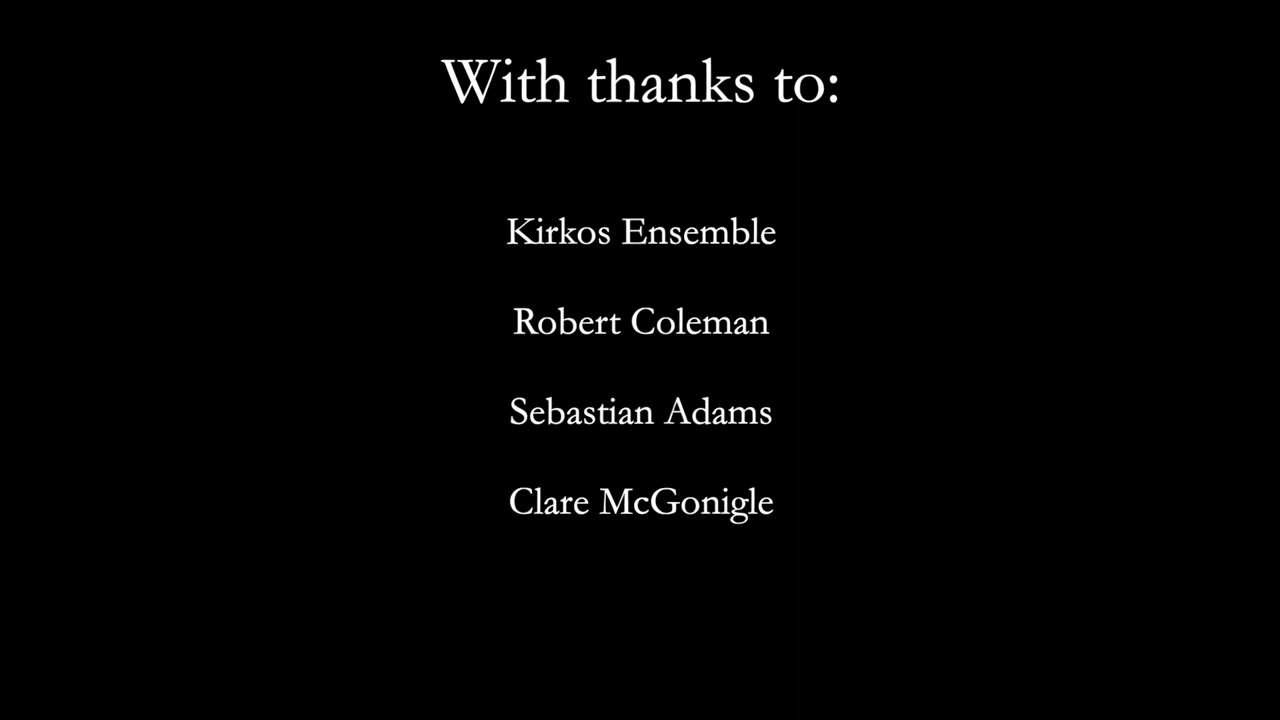 With thanks to:
Kirkos Ensemble
Robert Coleman
Sebastian Adams
Clare McGonigle